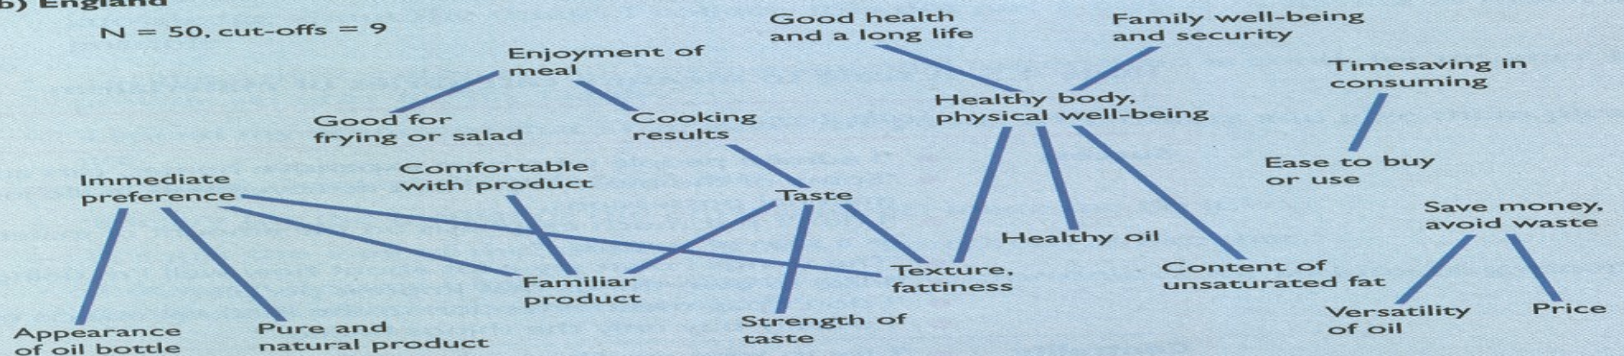 b) England
N = 50, cut-offs = 9
Good health
and a long life
Family well-being
and security
Enjoyment of
meal
Timesaving in
consuming
Healthy body,
physical well-being
Good for
frying or salad
Cooking
results
Ease to buy
or use
Comfortable
with product
Immediate
preference
Taste
Save money,
avoid waste
Healthy oil
Content of
unsaturated fat
Texture,
fattiness
Familiar
product
Versatility
of oil
Price
Strength of
taste
Pure and
natural product
Appearance
of oil bottle